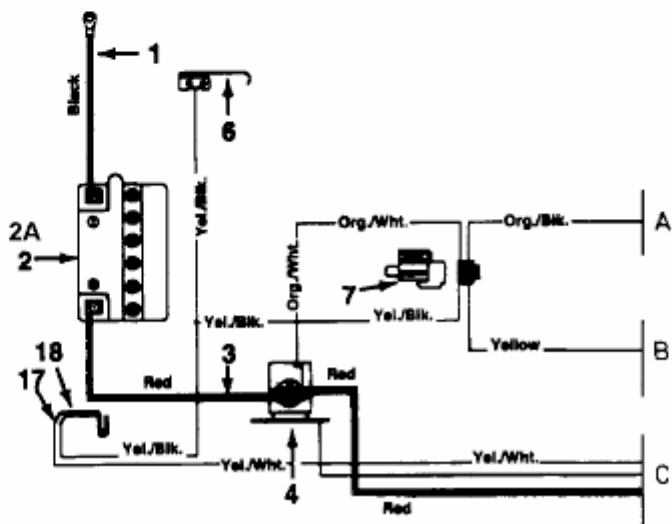 1
Black
6
Yel./Blk.
2A
2
Org./Wht.
Org./Blk.
A
Org./Wht.
7
Yel./Blk.
Yel./Blk.
Yellow
B
18
3
17
Red
Red
Yel./Blk.
Yel./Wht.
4
Yel./Wht.
C
Red